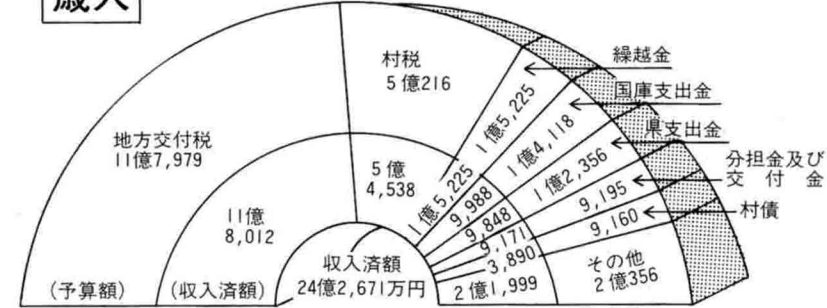 歳入
村税
5億216
繰越金
国庫支出金
県支出金
分担金及び
交付金
村債
地方交付税
11億7,979
1億5,225
1億4,118
1億2,356
9,195
9,160
その他
2億356
5億
4,538
11億
8,012
1億5,225
9,988
9,848
9,171
3,890
2億1,999
収入済額
24億2,671万円
(予算額)
(収入済額)